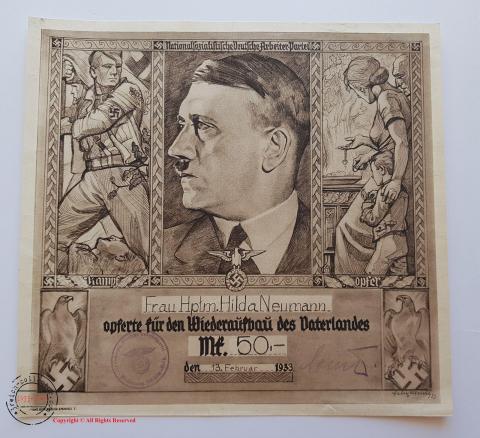 Nationalsozialistische Deutsche Arbeiter-Partei
Kampf
opfer
Frau Hptm. Hilda Neumann
opferte für den Wiederaufbau des Vaterlandes
Mk. 50.-
den 13. Februar 1933
Copyright © All Rights Reserved